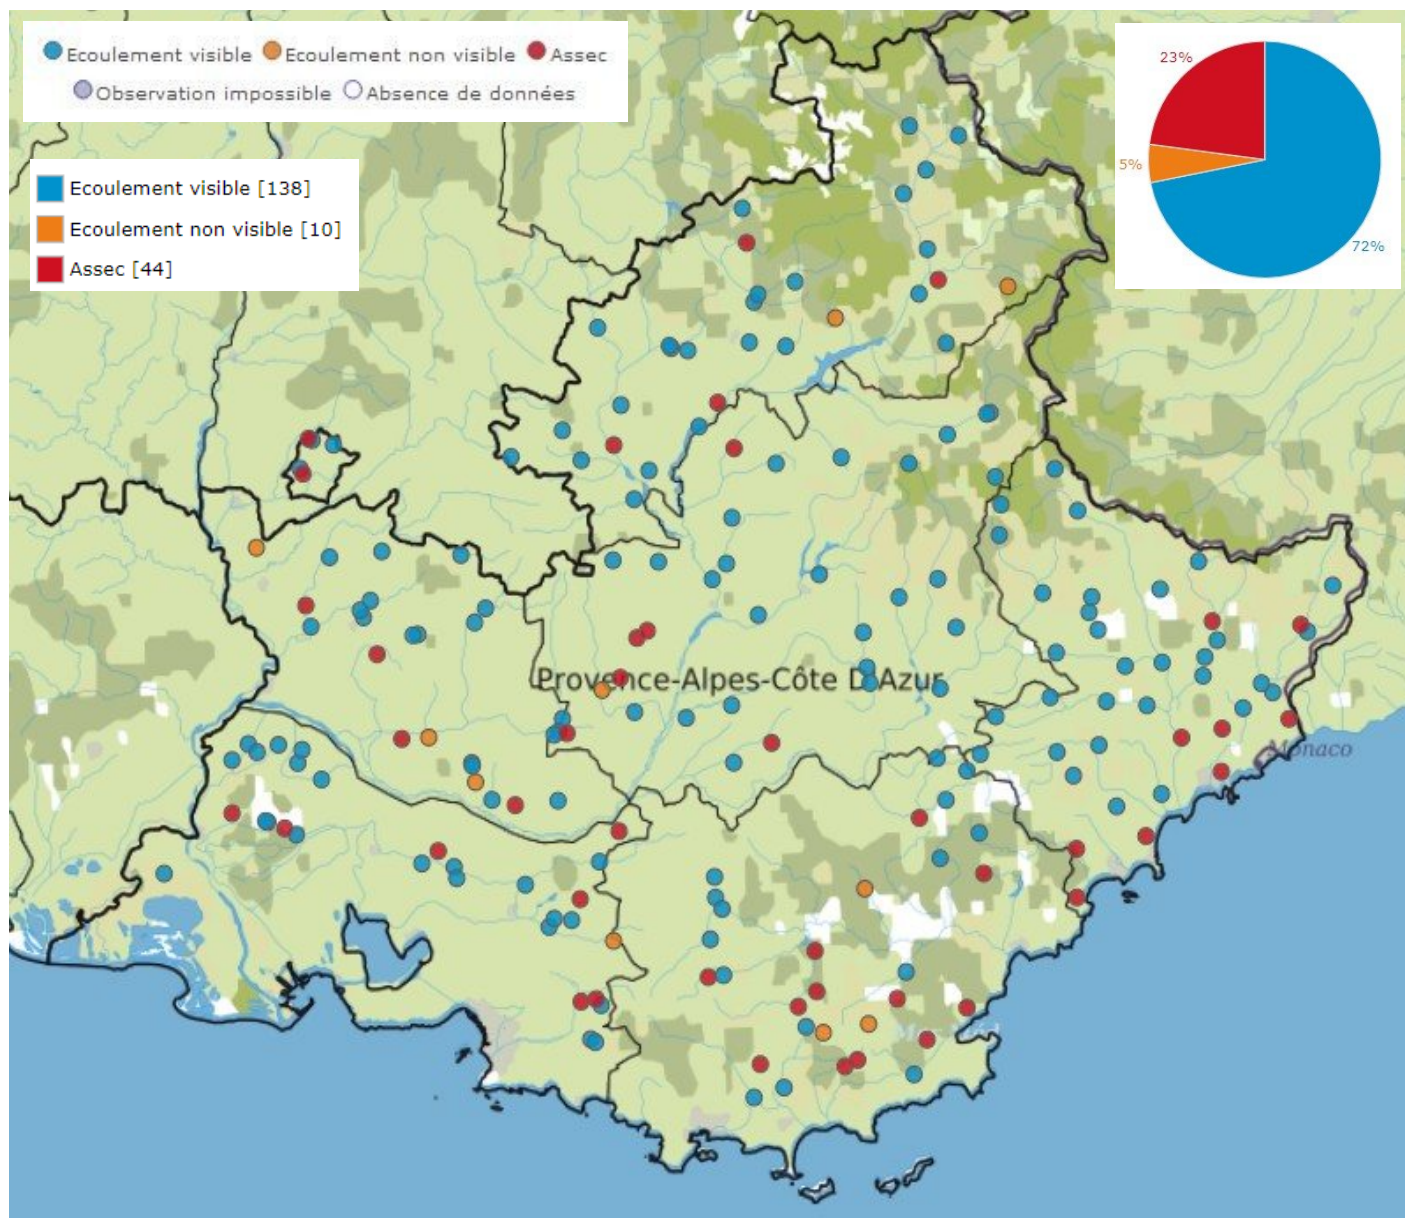 Ecoulement visible Ecoulement non visible Assec
Observation impossible Absence de données
23%
5%
72%
Ecoulement visible [138]
Ecoulement non visible [10]
Assec [44]
Provence-Alpes-Côte D'Azur
Monaco